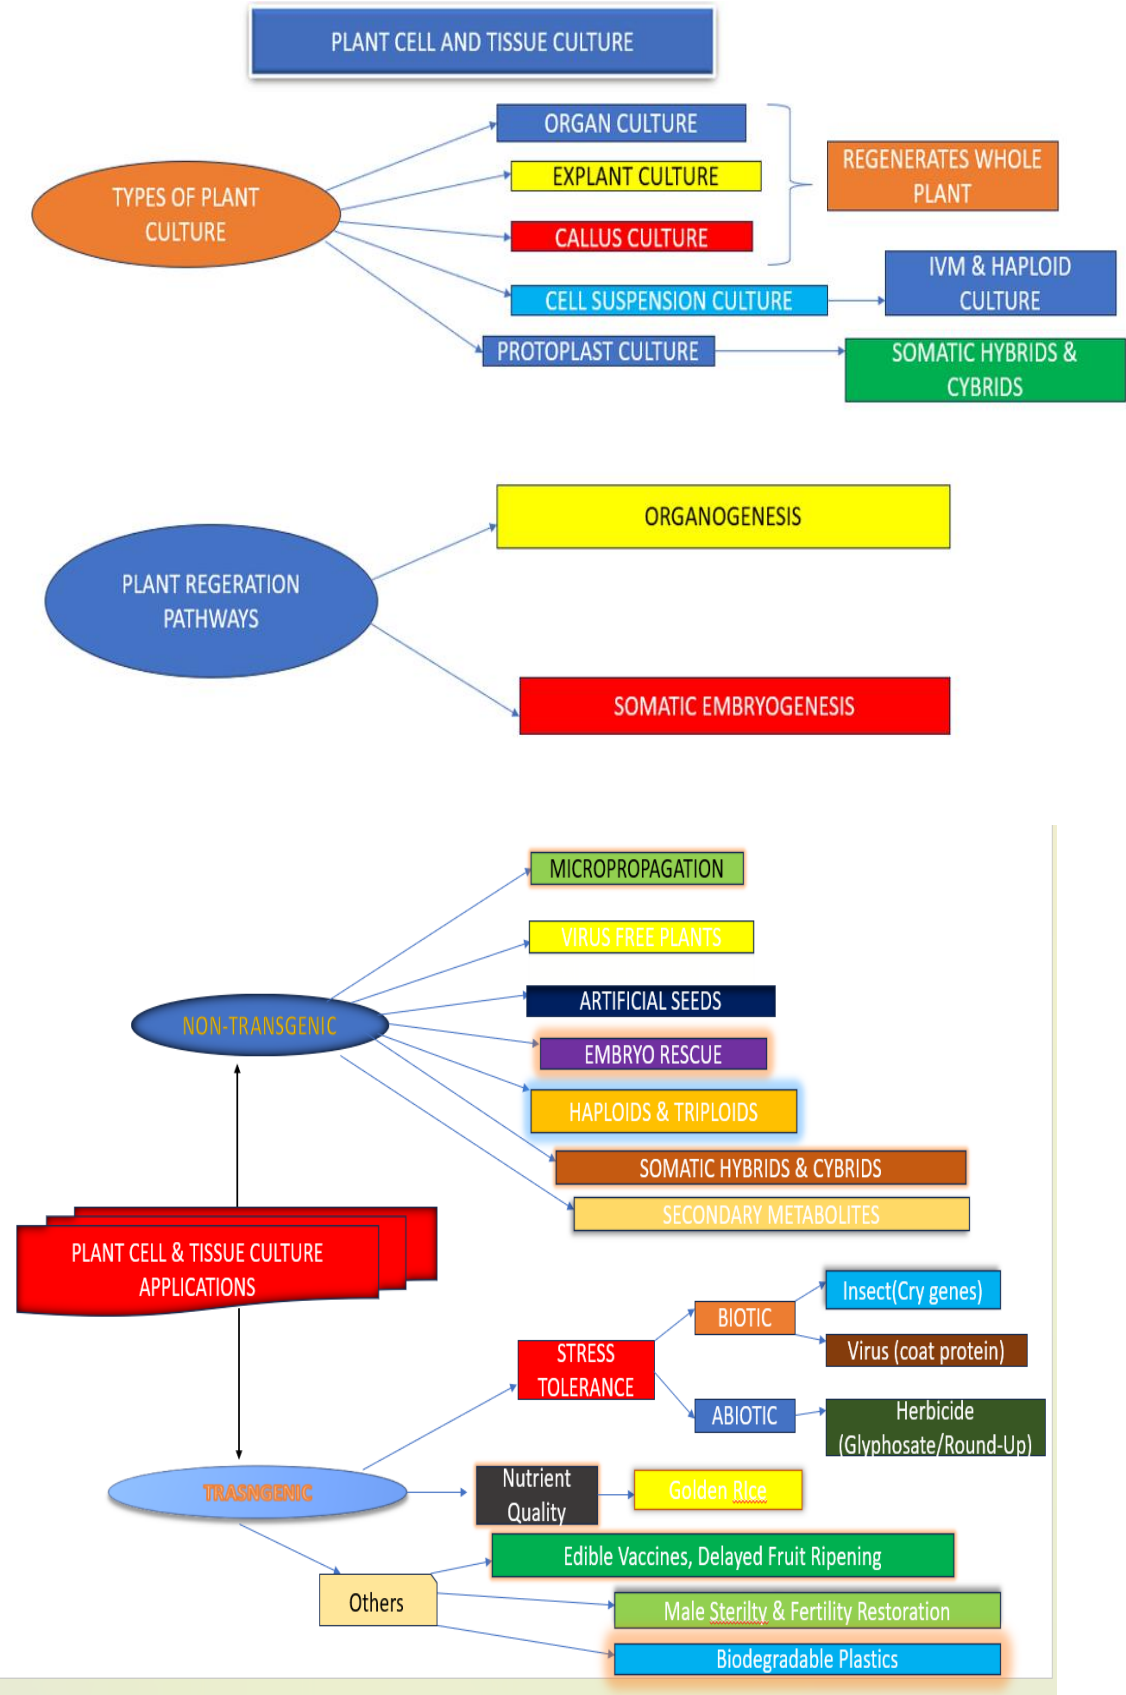 PLANT CELL AND TISSUE CULTURE
TYPES OF PLANT
CULTURE
ORGAN CULTURE
EXPLANT CULTURE
CALLUS CULTURE
CELL SUSPENSION CULTURE
PROTOPLAST CULTURE
REGENERATES WHOLE
PLANT
IVM & HAPLOID
CULTURE
SOMATIC HYBRIDS &
CYBRIDS
PLANT REGERATION
PATHWAYS
ORGANOGENESIS
SOMATIC EMBRYOGENESIS
PLANT CELL & TISSUE CULTURE
APPLICATIONS
NON-TRANSGENIC
MICROPROPAGATION
VIRUS FREE PLANTS
ARTIFICIAL SEEDS
EMBRYO RESCUE
HAPLOIDS & TRIPLOIDS
SOMATIC HYBRIDS & CYBRIDS
SECONDARY METABOLITES
TRASNGENIC
STRESS
TOLERANCE
BIOTIC
Insect(Cry genes)
Virus (coat protein)
ABIOTIC
Herbicide
(Glyphosate/Round-Up)
Nutrient
Quality
Golden RIce
Others
Edible Vaccines, Delayed Fruit Ripening
Male Sterilty & Fertility Restoration
Biodegradable Plastics